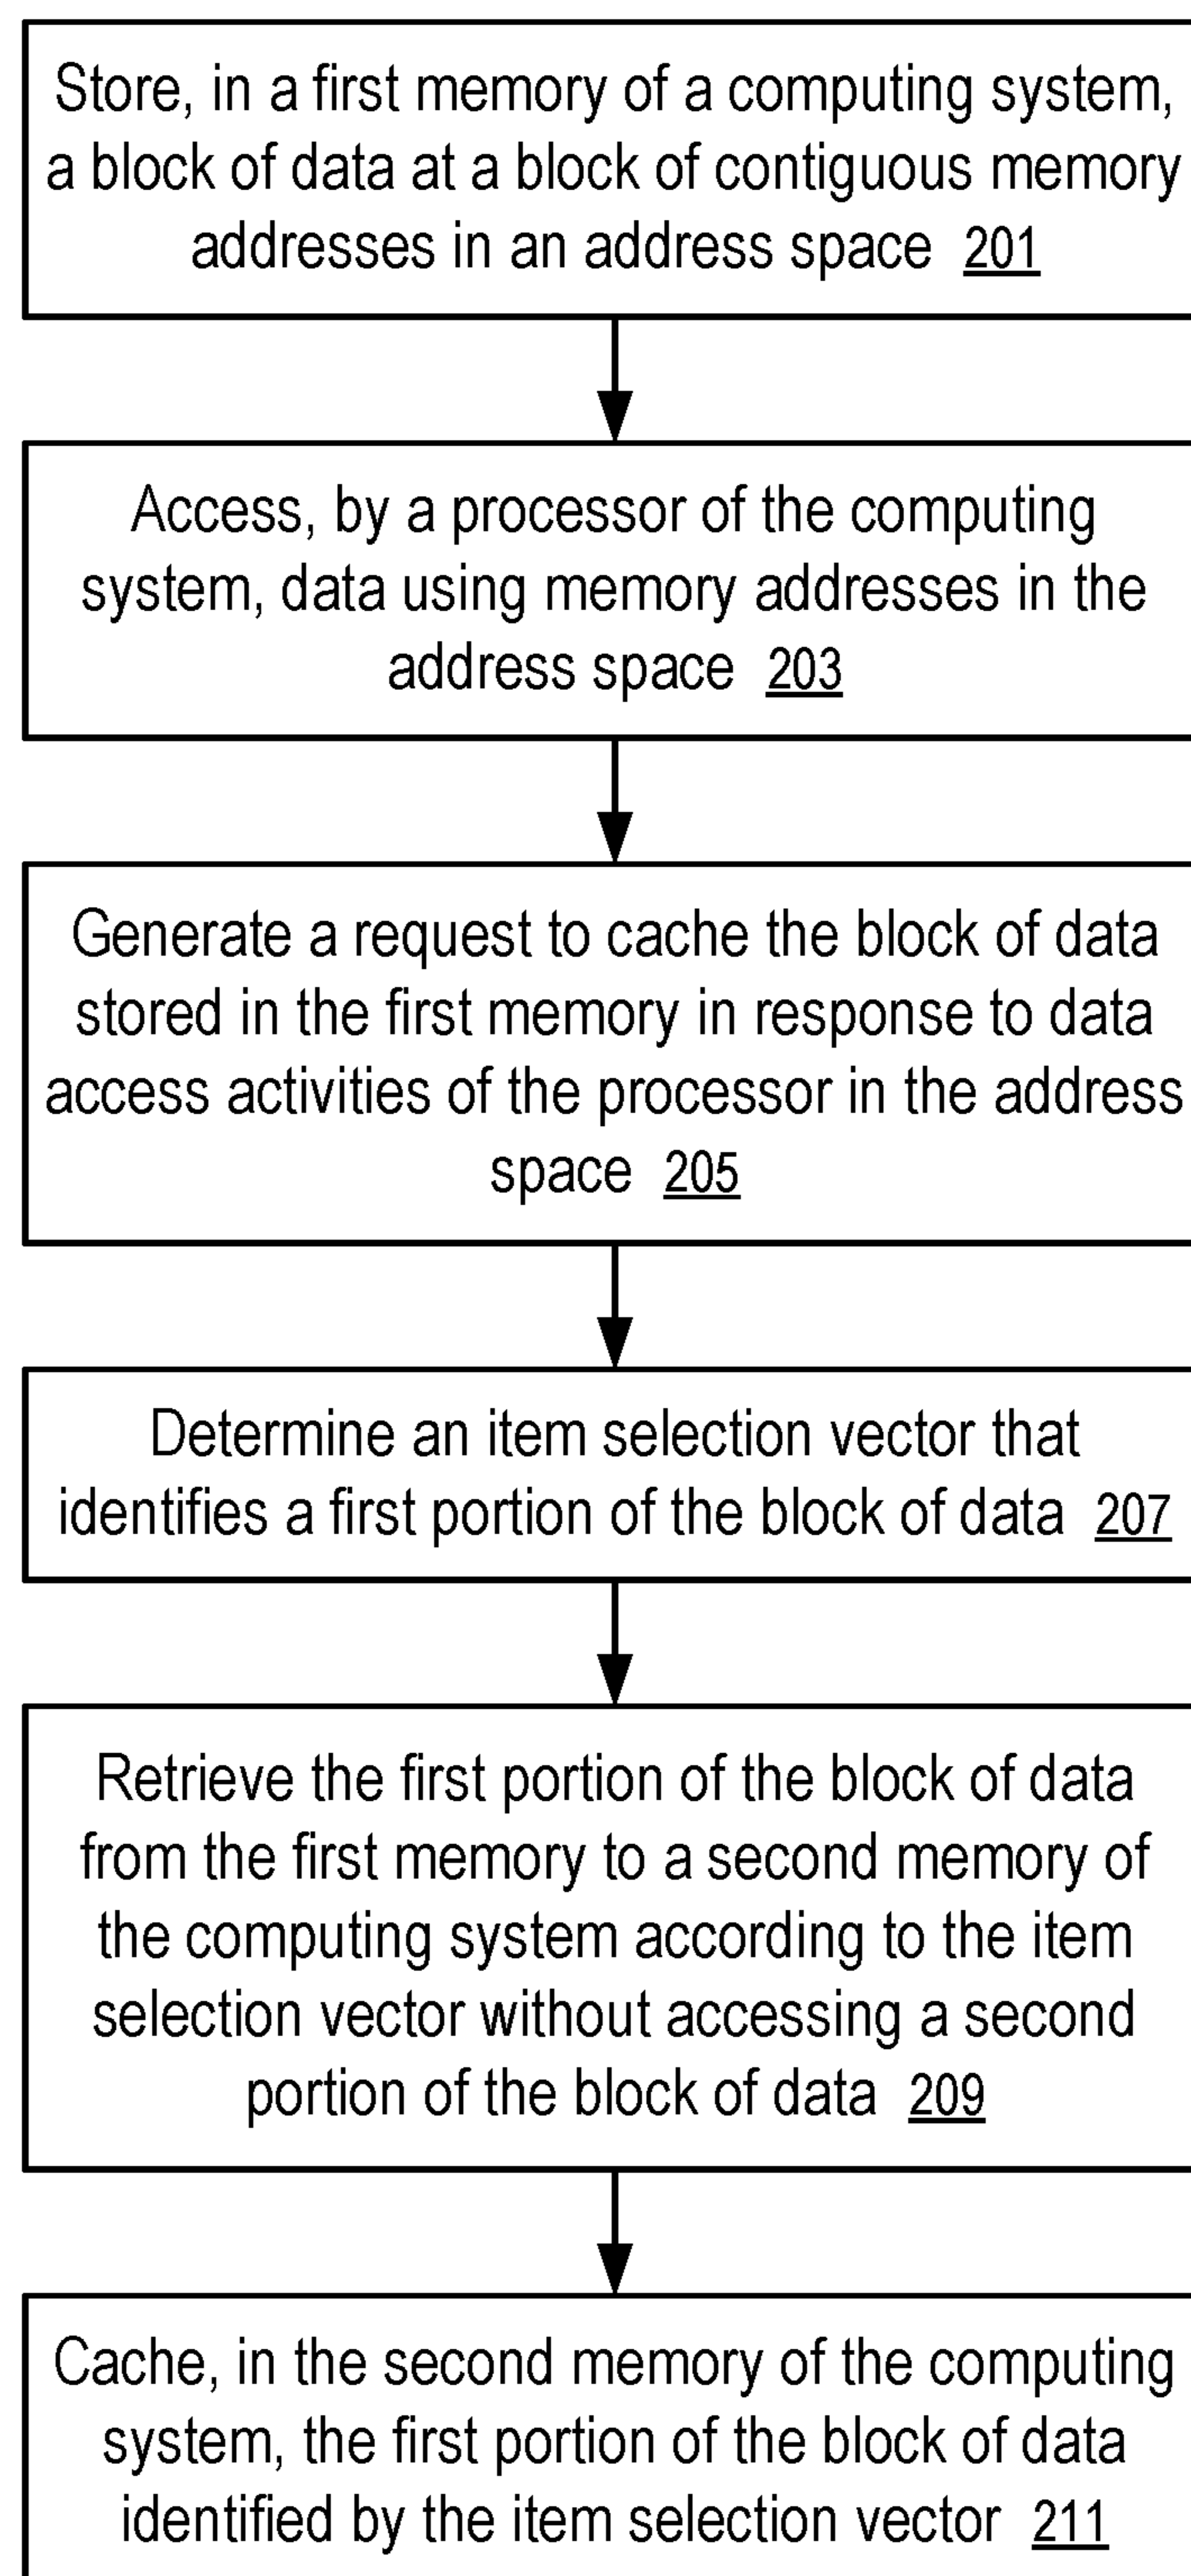 Store, in a first memory of a computing system,
a block of data at a block of contiguous memory
addresses in an address space 201
Access, by a processor of the computing
system, data using memory addresses in the
address space 203
Generate a request to cache the block of data
stored in the first memory in response to data
access activities of the processor in the address
space 205
Determine an item selection vector that
identifies a first portion of the block of data 207
Retrieve the first portion of the block of data
from the first memory to a second memory of
the computing system according to the item
selection vector without accessing a second
portion of the block of data 209
Cache, in the second memory of the computing
system, the first portion of the block of data
identified by the item selection vector 211